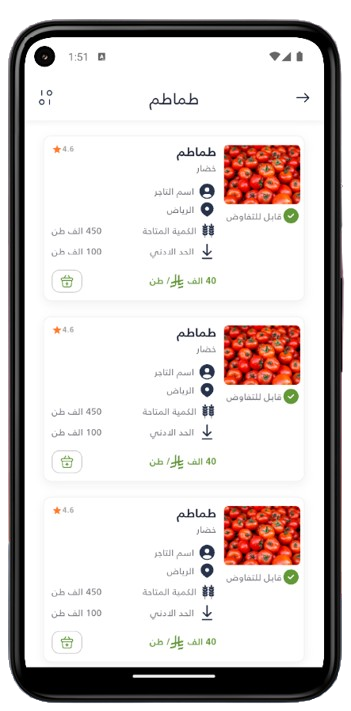 1:51
طماطم
طماطم
4.6
خضار
اسم التاجر
الرياض
قابل للتفاوض
الكمية المتاحة 450 الف طن
الحد الادني 100 الف طن
40 الف / طن
طماطم
4.6
خضار
اسم التاجر
الرياض
قابل للتفاوض
الكمية المتاحة 450 الف طن
الحد الادني 100 الف طن
40 الف / طن
طماطم
4.6
خضار
اسم التاجر
الرياض
قابل للتفاوض
الكمية المتاحة 450 الف طن
الحد الادني 100 الف طن
40 الف / طن